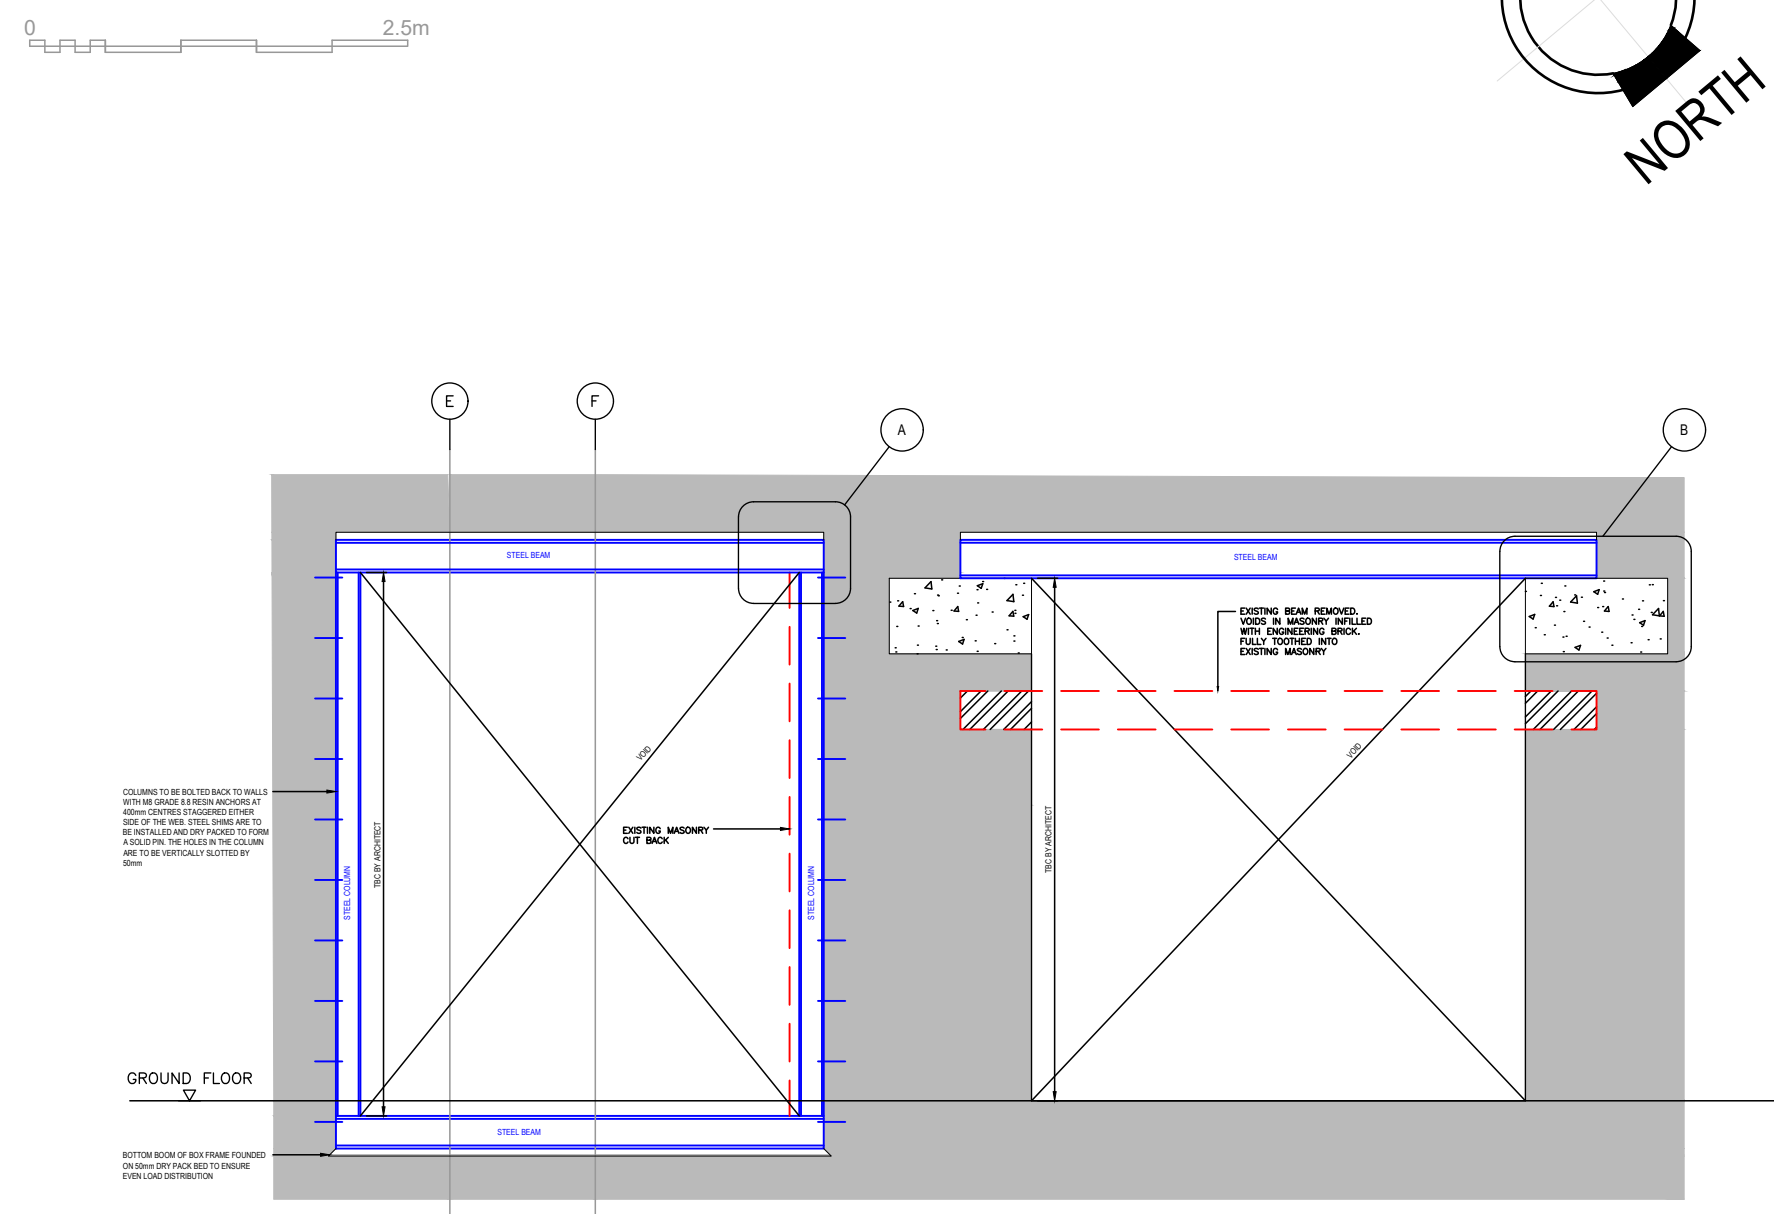 0
2.5m
NORTH
E
F
A
B
STEEL BEAM
STEEL BEAM
EXISTING BEAM REMOVED.
VOIDS IN MASONRY INFILLED
WITH ENGINEERING BRICK.
FULLY TOOTHED INTO
EXISTING MASONRY
VOID
VOID
COLUMNS TO BE BOLTED BACK TO WALLS
WITH M8 GRADE 8.8 RESIN ANCHORS AT
400mm CENTRES STAGGERED EITHER
SIDE OF THE WEB. STEEL SHIMS ARE TO
BE INSTALLED AND DRY PACKED TO FORM
A SOLID PIN. THE HOLES IN THE COLUMN
ARE TO BE VERTICALLY SLOTTED BY
50mm
STEEL COLUMN
TBC BY ARCHITECT
EXISTING MASONRY
CUT BACK
STEEL COLUMN
TBC BY ARCHITECT
GROUND FLOOR
STEEL BEAM
BOTTOM BOOM OF BOX FRAME FOUNDED
ON 50mm DRY PACK BED TO ENSURE
EVEN LOAD DISTRIBUTION